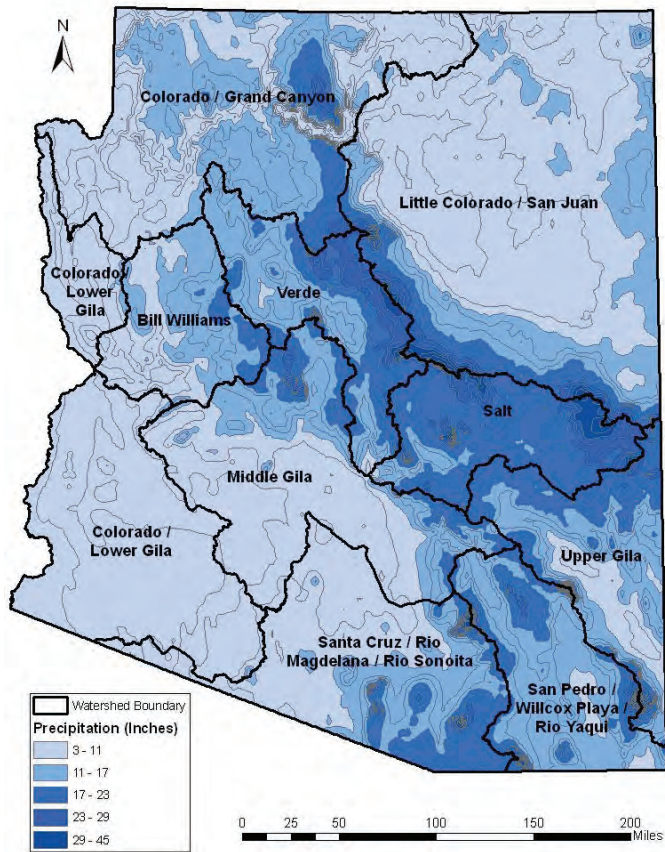 N
Colorado / Grand Canyon
Little Colorado / San Juan
Colorado /
Lower
Gila
Bill Williams
Verde
Salt
Middle Gila
Colorado /
Lower Gila
Upper Gila
Santa Cruz / Rio
Magdelana / Rio Sonoita
San Pedro /
Willcox Playa /
Rio Yaqui
Watershed Boundary
Precipitation (Inches)
3 - 11
11 - 17
17 - 23
23 - 29
29 - 45
0 25 50 100 150 200
Miles